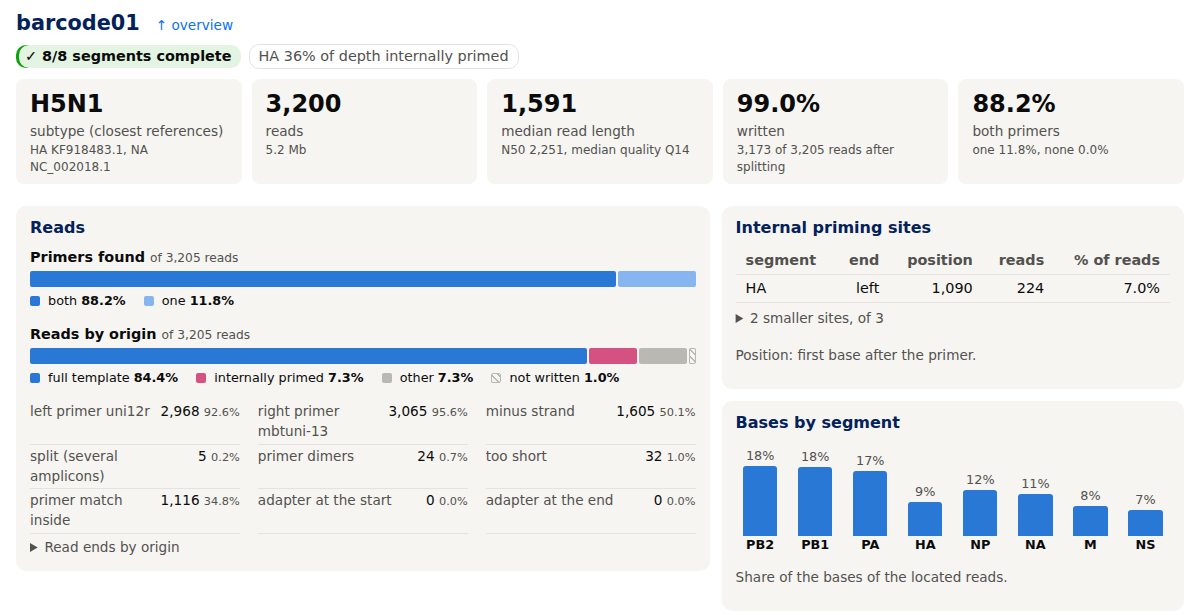 barcode01 ↑ overview
✓ 8/8 segments complete HA 36% of depth internally primed
H5N1
subtype (closest references)
HA KF918483.1, NA
NC_002018.1
3,200
reads
5.2 Mb
1,591
median read length
N50 2,251, median quality Q14
99.0%
written
3,173 of 3,205 reads after
splitting
88.2%
both primers
one 11.8%, none 0.0%
Reads
Primers found of 3,205 reads
both 88.2% one 11.8%
Reads by origin of 3,205 reads
full template 84.4% internally primed 7.3% other 7.3% not written 1.0%
left primer uni12r 2,968 92.6%
right primer 3,065 95.6%
mbtuni-13
minus strand 1,605 50.1%
split (several 5 0.2%
amplicons)
primer dimers 24 0.7%
too short 32 1.0%
primer match 1,116 34.8%
inside
adapter at the start 0 0.0%
adapter at the end 0 0.0%
▶ Read ends by origin
Internal priming sites
segment end position reads % of reads
HA left 1,090 224 7.0%
▶ 2 smaller sites, of 3
Position: first base after the primer.
Bases by segment
18% 18% 17% 9% 12% 11% 8% 7%
PB2 PB1 PA HA NP NA M NS
Share of the bases of the located reads.